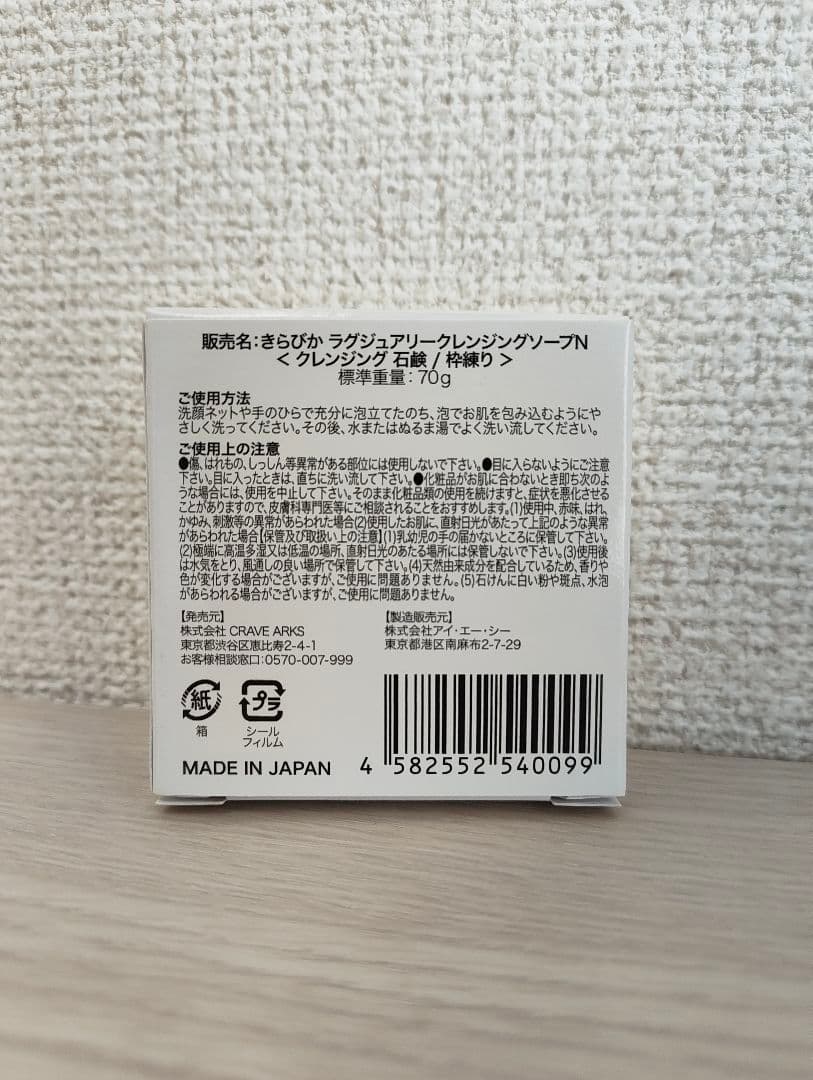 販売名：きらびか ラグジュアリークレンジングソープN
< クレンジング 石鹸 / 枠練り >
標準重量：70g
ご使用方法
洗顔ネットや手のひらで充分に泡立てたのち、泡でお肌を包み込むようにや
さしく洗ってください。その後、水またはぬるま湯でよく洗い流してください。
ご使用上の注意
●傷、はれもの、しっしん等異常がある部位には使用しないで下さい。●目に入らないようにご注意
下さい。目に入ったときは、直ちに洗い流して下さい。●化粧品がお肌に合わないとき即ち次のよ
うな場合には、使用を中止して下さい。そのまま化粧品類の使用を続けますと、症状を悪化させる
ことがありますので、皮膚科専門医等にご相談されることをおすすめします。(1)使用中、赤味、はれ、
かゆみ、刺激等の異常があらわれた場合(2)使用したお肌に、直射日光があたって上記のような異常
があらわれた場合【保管及び取扱い上の注意】(1)乳幼児の手の届かないところに保管して下さい。
(2)極端に高温多湿又は低温の場所、直射日光のあたる場所には保管しないで下さい。(3)使用後
は水気をとり、風通しの良い場所で保管して下さい。(4)天然由来成分を配合しているため、香りや
色が変化する場合がございますが、ご使用に問題ありません。(5)石けんに白い粉や斑点、水泡
があらわれる場合がございますが、ご使用に問題ありません。
【発売元】
株式会社 CRAVE ARKS
東京都渋谷区恵比寿2-4-1
お客様相談窓口：0570-007-999
【製造販売元】
株式会社アイ・エー・シー
東京都港区南麻布2-7-29
紙
箱
プラ
シール
フィルム
MADE IN JAPAN
4 582552 540099